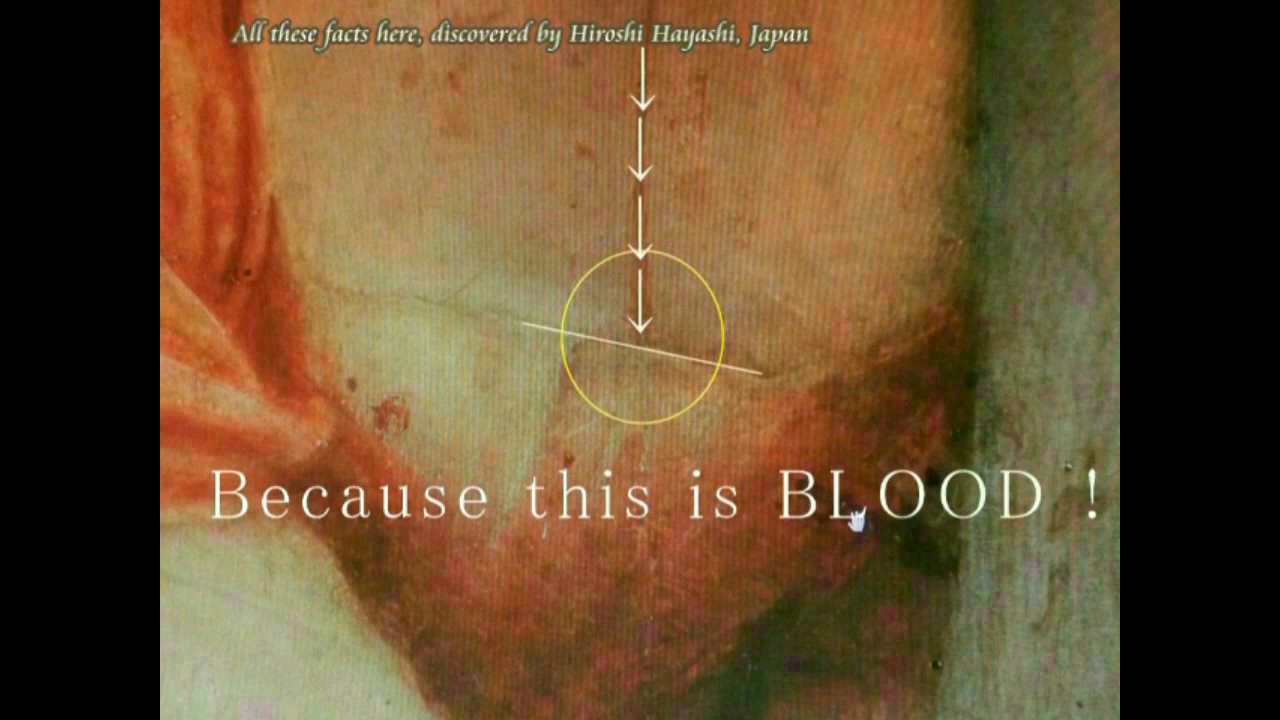 All these facts here, discovered by Hiroshi Hayashi, Japan
Because this is BLOOD !